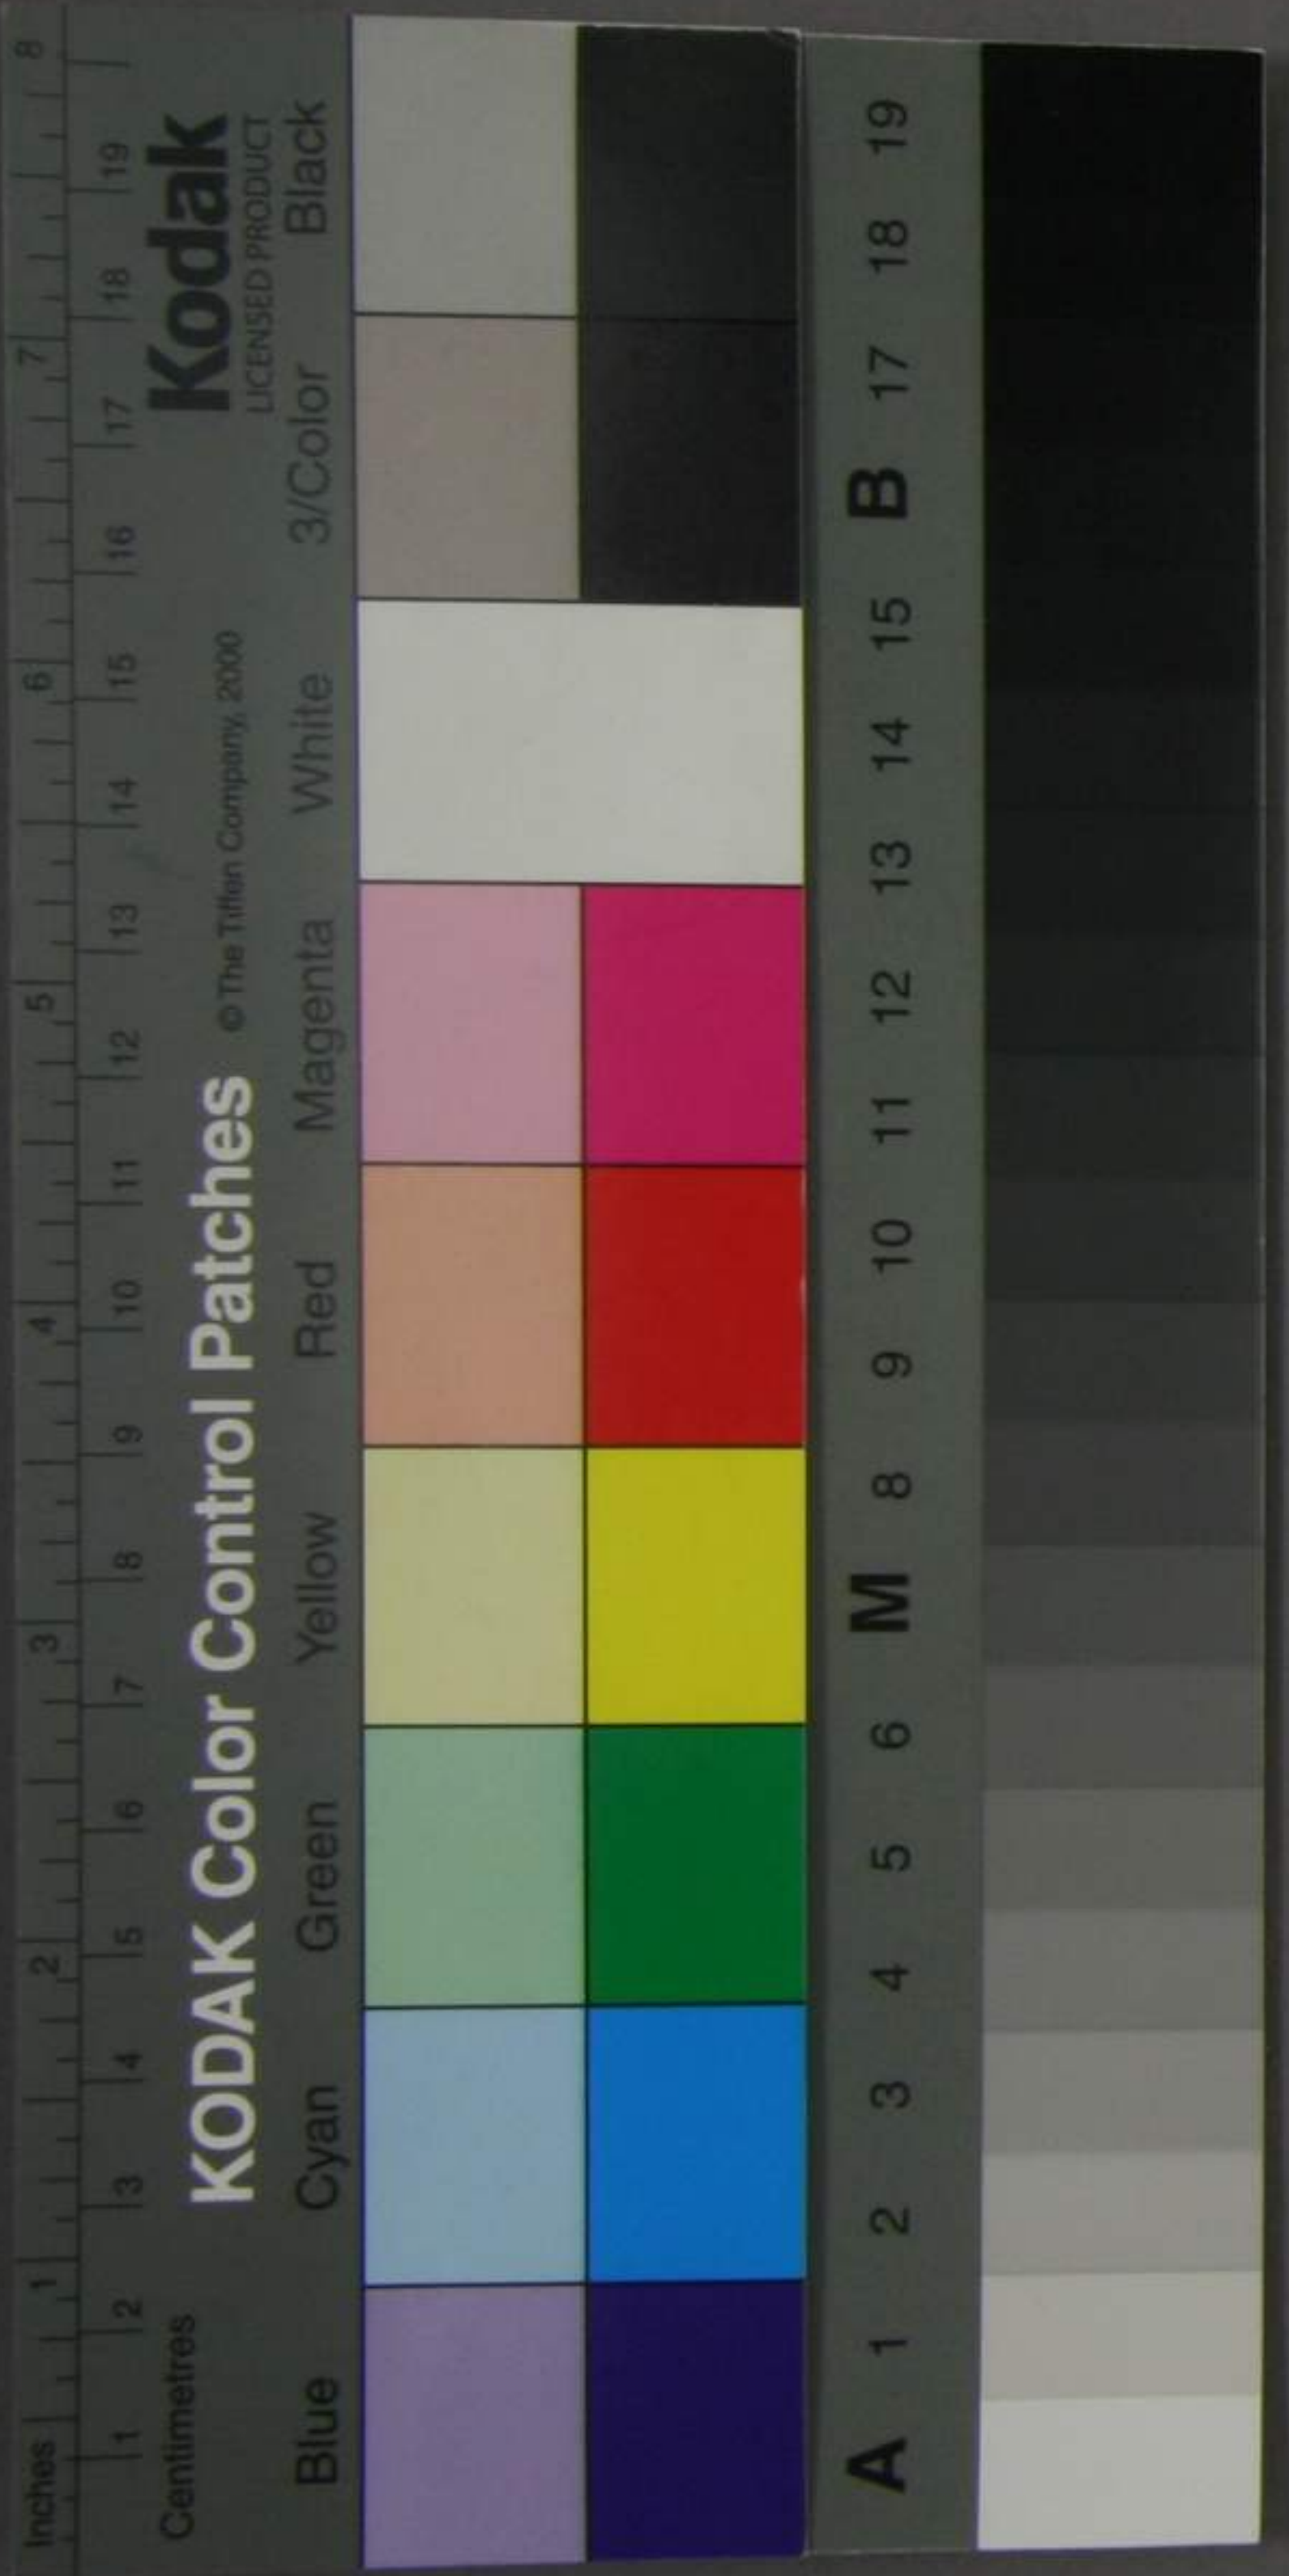 Inches 1 2 3 4 5 6 7 8
Centimetres 1 2 3 4 5 6 7 8 9 10 11 12 13 14 15 16 17 18 19
KODAK Color Control Patches © The Tiffen Company, 2000 Kodak
LICENSED PRODUCT
Blue Cyan Green Yellow Red Magenta White 3/Color Black
A 1 2 3 4 5 6 M 8 9 10 11 12 13 14 15 B 17 18 19